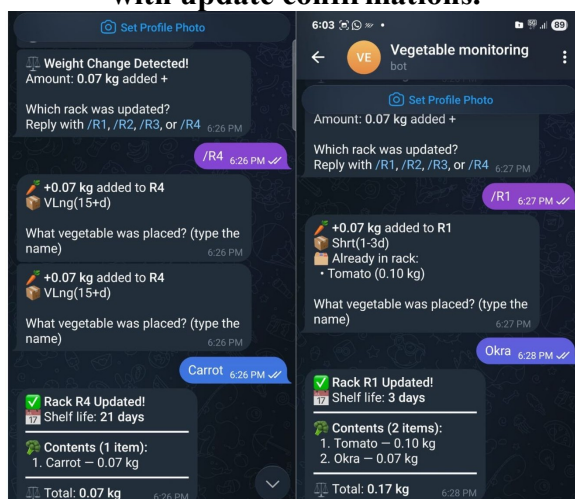 with update confirmations.
Set Profile Photo
Weight Change Detected!
Amount: 0.07 kg added +
Which rack was updated?
Reply with /R1, /R2, /R3, or /R4 6:26 PM
/R4 6:26 PM
+0.07 kg added to R4
VLng(15+d)
What vegetable was placed? (type the
name) 6:26 PM
+0.07 kg added to R4
VLng(15+d)
What vegetable was placed? (type the
name) 6:26 PM
Carrot 6:26 PM
Rack R4 Updated!
Shelf life: 21 days
Contents (1 item):
1. Carrot — 0.07 kg
Total: 0.07 kg 6:26 PM
6:03 89
VE Vegetable monitoring
bot
Set Profile Photo
Amount: 0.07 kg added +
Which rack was updated?
Reply with /R1, /R2, /R3, or /R4 6:27 PM
/R1 6:27 PM
+0.07 kg added to R1
Shrt(1-3d)
Already in rack:
• Tomato (0.10 kg)
What vegetable was placed? (type the
name) 6:27 PM
Okra 6:28 PM
Rack R1 Updated!
Shelf life: 3 days
Contents (2 items):
1. Tomato — 0.10 kg
2. Okra — 0.07 kg
Total: 0.17 kg 6:28 PM